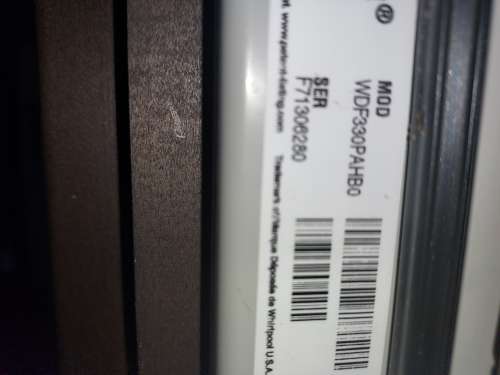 ®
MOD
WDF330PAHB0
SER
F71306280
Trademark of/Marque Déposée de Whirlpool U.S.A.